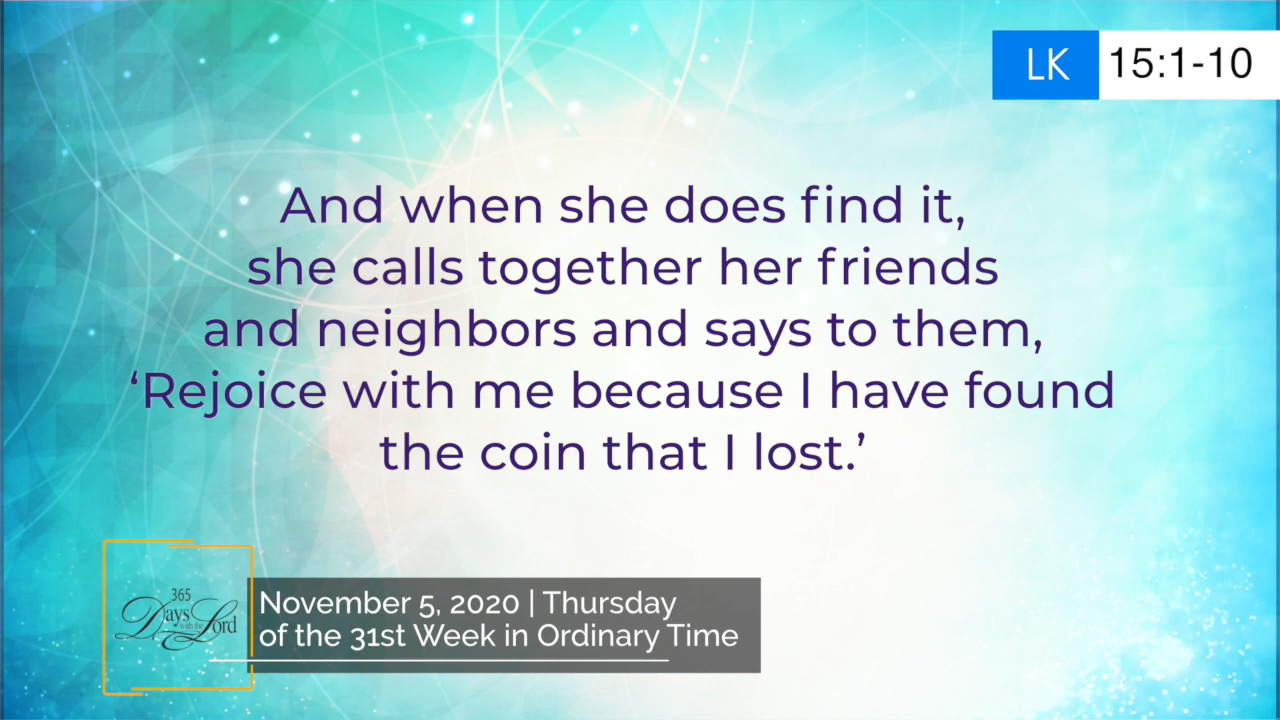 LK 15:1-10
And when she does find it,
she calls together her friends
and neighbors and says to them,
‘Rejoice with me because I have found
the coin that I lost.’
365
Days with the Lord
November 5, 2020 | Thursday
of the 31st Week in Ordinary Time